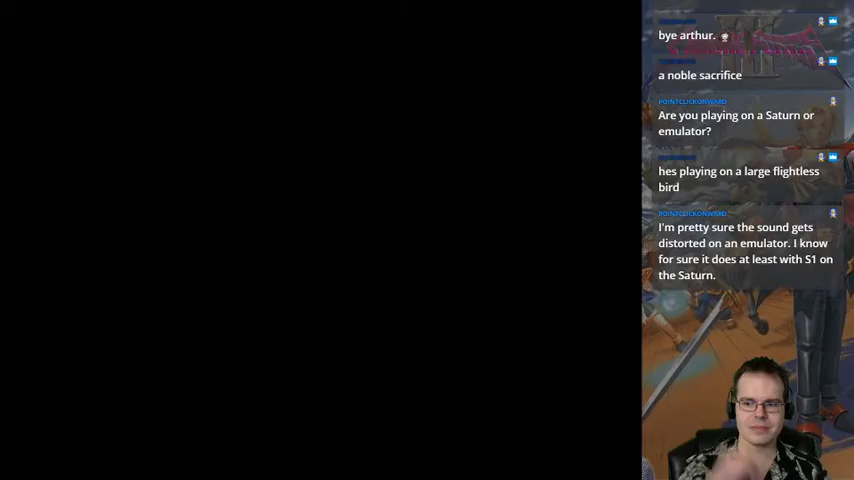 bye arthur.
a noble sacrifice
POINTCLICKONWARD
Are you playing on a Saturn or
emulator?
hes playing on a large flightless
bird
POINTCLICKONWARD
I'm pretty sure the sound gets
distorted on an emulator. I know
for sure it does at least with S1 on
the Saturn.